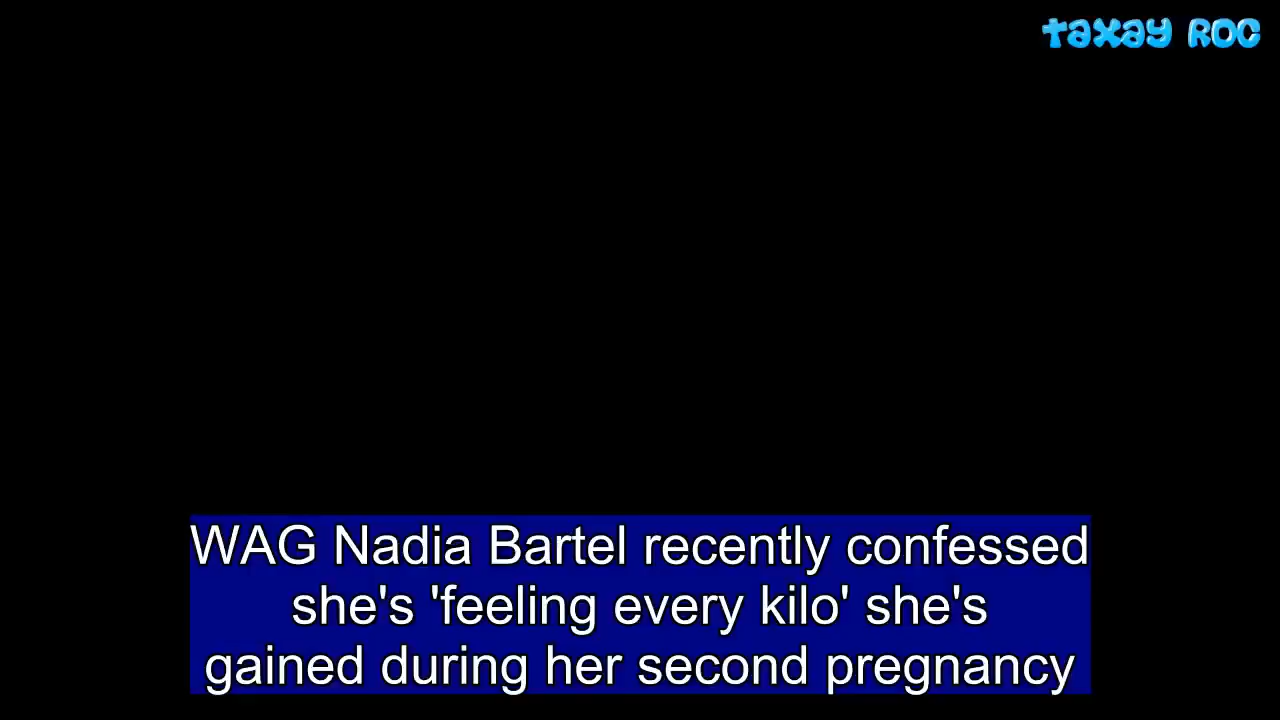 TAXAY ROC
WAG Nadia Bartel recently confessed
she's 'feeling every kilo' she's
gained during her second pregnancy